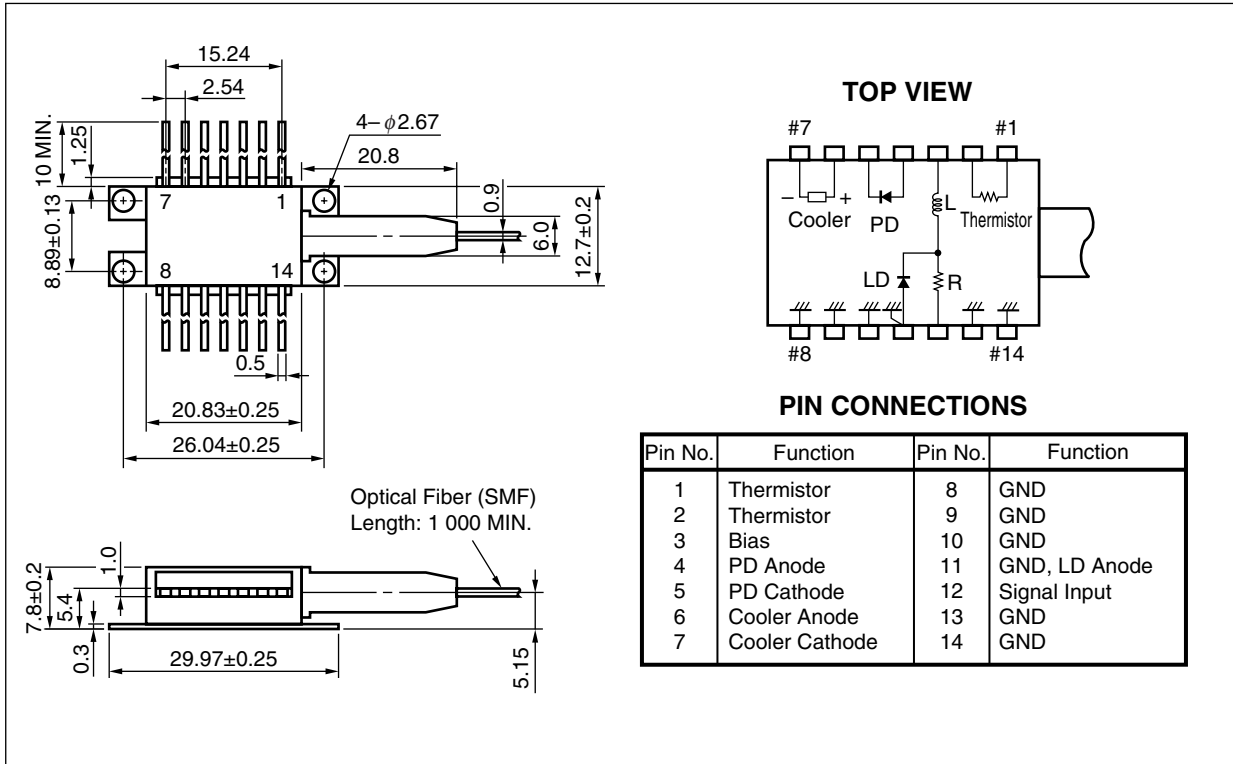 15.24
2.54
4–φ2.67
10 MIN.
1.25
20.8
7 1
0.9
6.0
12.7±0.2
8.89±0.13
8 14
0.5
20.83±0.25
26.04±0.25
Optical Fiber (SMF)
Length: 1 000 MIN.
7.8±0.2
5.4
1.0
0.3
29.97±0.25
5.15
TOP VIEW
#7 #1
– + L
Cooler PD Thermistor
LD R
#8 #14
PIN CONNECTIONS
Pin No. Function Pin No. Function
1 Thermistor 8 GND
2 Thermistor 9 GND
3 Bias 10 GND
4 PD Anode 11 GND, LD Anode
5 PD Cathode 12 Signal Input
6 Cooler Anode 13 GND
7 Cooler Cathode 14 GND